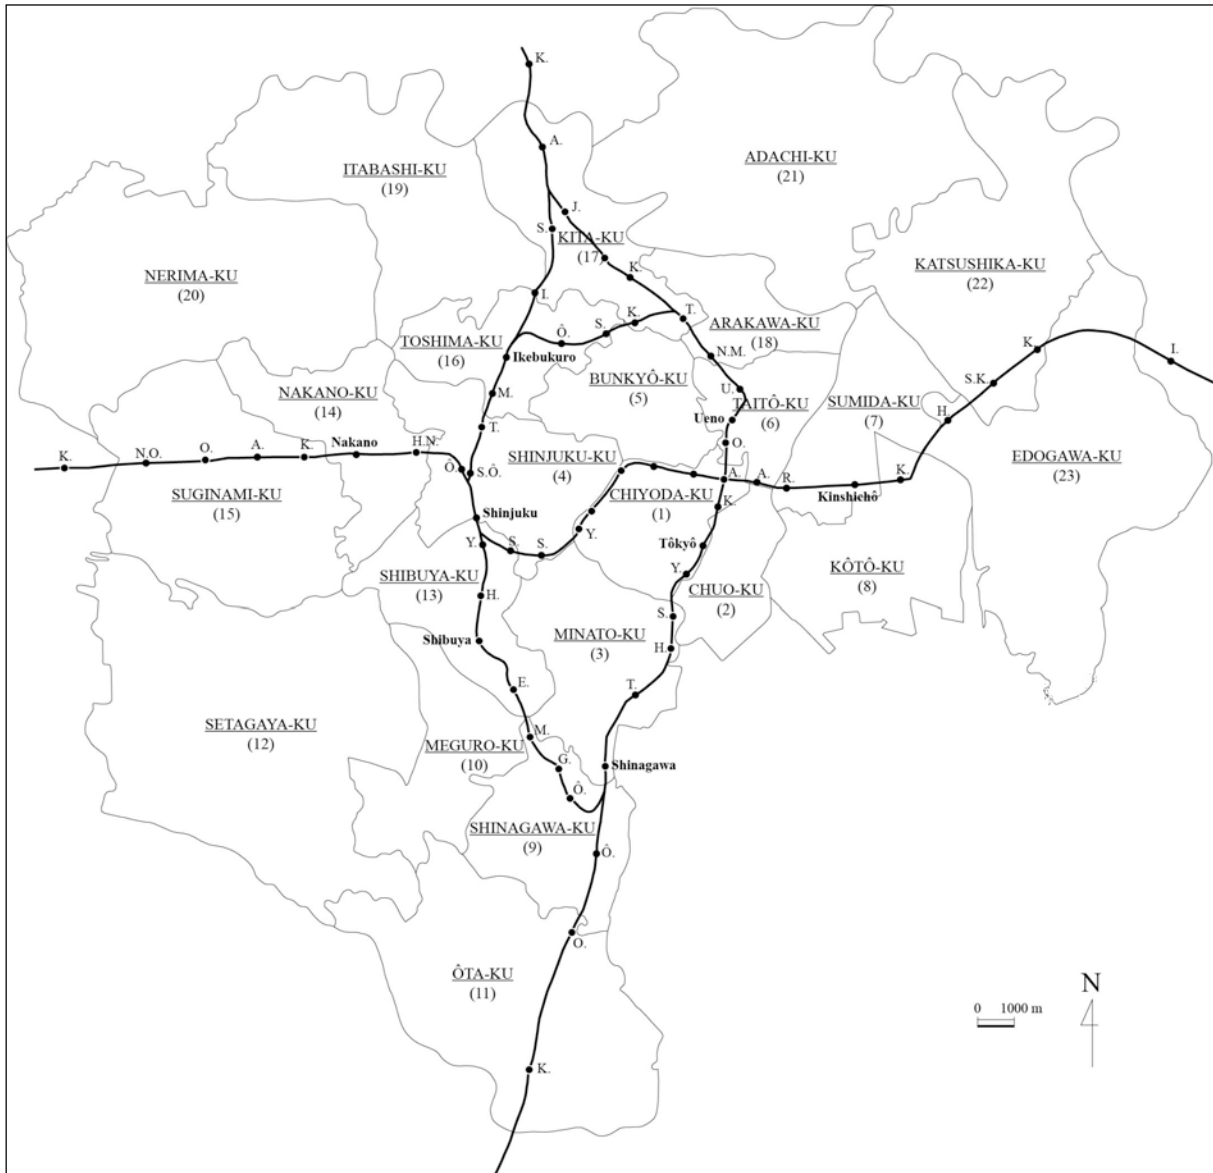 K.
A.
ITABASHI-KU
(19)
ADACHI-KU
(21)
J.
S.
KITA-KU
(17)
NERIMA-KU
(20)
K.
KATSUSHIKA-KU
(22)
I.
T.
ARAKAWA-KU
(18)
TOSHIMA-KU
(16)
Ô.
S.
K.
Ikebukuro
N.M.
K.
I.
BUNKYÔ-KU
(5)
S.K.
NAKANO-KU
(14)
M.
U.
TAITÔ-KU
(6)
SUMIDA-KU
(7)
H.
Ueno
T.
K.
N.O.
O.
A.
K.
Nakano
H.N.
Ô.
S.Ô.
SHINJUKU-KU
(4)
O.
EDOGAWA-KU
(23)
A.
A.
R.
Kinshichô
K.
SUGINAMI-KU
(15)
CHIYODA-KU
(1)
K.
Shinjuku
Y.
S.
S.
Y.
Tôkyô
Y.
KÔTÔ-KU
(8)
SHIBUYA-KU
(13)
H.
CHUO-KU
(2)
S.
Shibuya
MINATO-KU
(3)
H.
E.
T.
SETAGAYA-KU
(12)
M.
MEGURO-KU
(10)
G.
Shinagawa
Ô.
SHINAGAWA-KU
(9)
Ô.
O.
ÔTA-KU
(11)
N
0 1000 m
K.